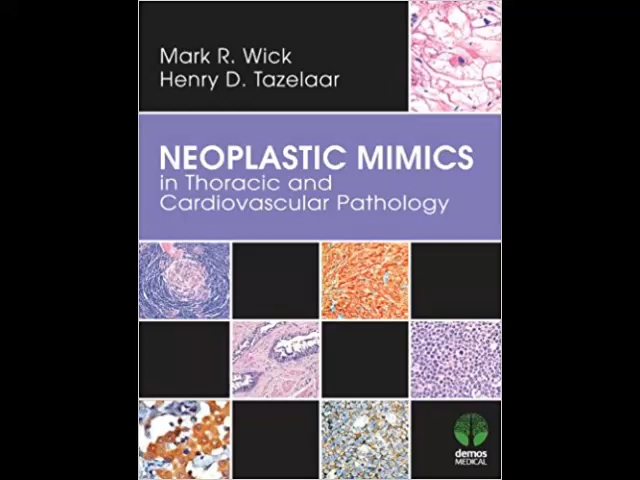 Mark R. Wick
Henry D. Tazelaar
NEOPLASTIC MIMICS
in Thoracic and
Cardiovascular Pathology
demos
MEDICAL